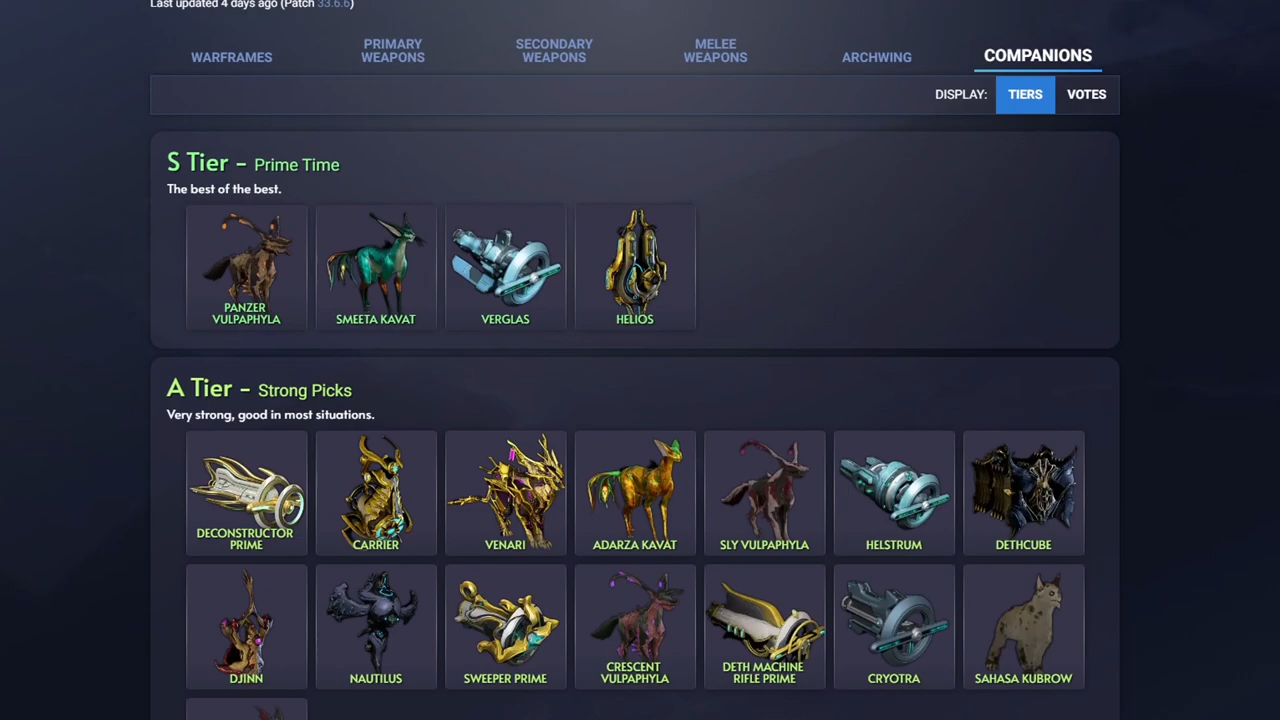 Last updated 4 days ago (Patch 33.6.6)
WARFRAMES
PRIMARY
WEAPONS
SECONDARY
WEAPONS
MELEE
WEAPONS
ARCHWING
COMPANIONS
DISPLAY:
TIERS
VOTES
S Tier - Prime Time
The best of the best.
PANZER
VULPAPHYLA
SMEETA KAVAT
VERGLAS
HELIOS
A Tier - Strong Picks
Very strong, good in most situations.
DECONSTRUCTOR
PRIME
CARRIER
VENARI
ADARZA KAVAT
SLY VULPAPHYLA
HELSTRUM
DETHCUBE
DJINN
NAUTILUS
SWEEPER PRIME
CRESCENT
VULPAPHYLA
DETH MACHINE
RIFLE PRIME
CRYOTRA
SAHASA KUBROW